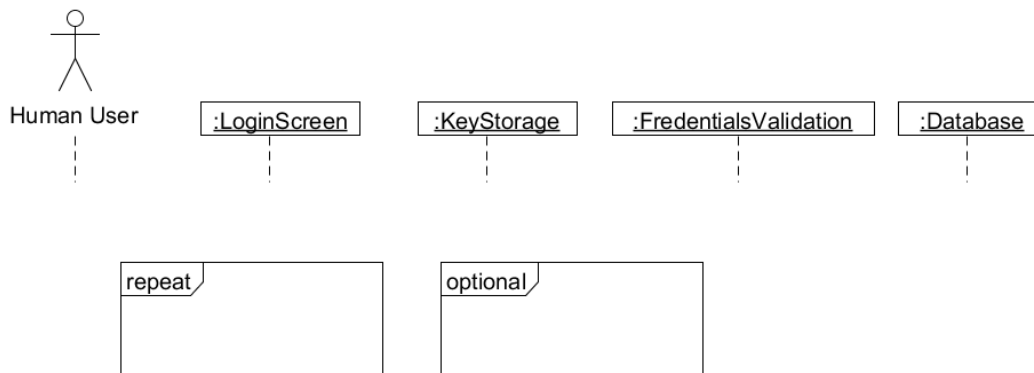 Human User
:LoginScreen
:KeyStorage
:FredentialsValidation
:Database
repeat
optional